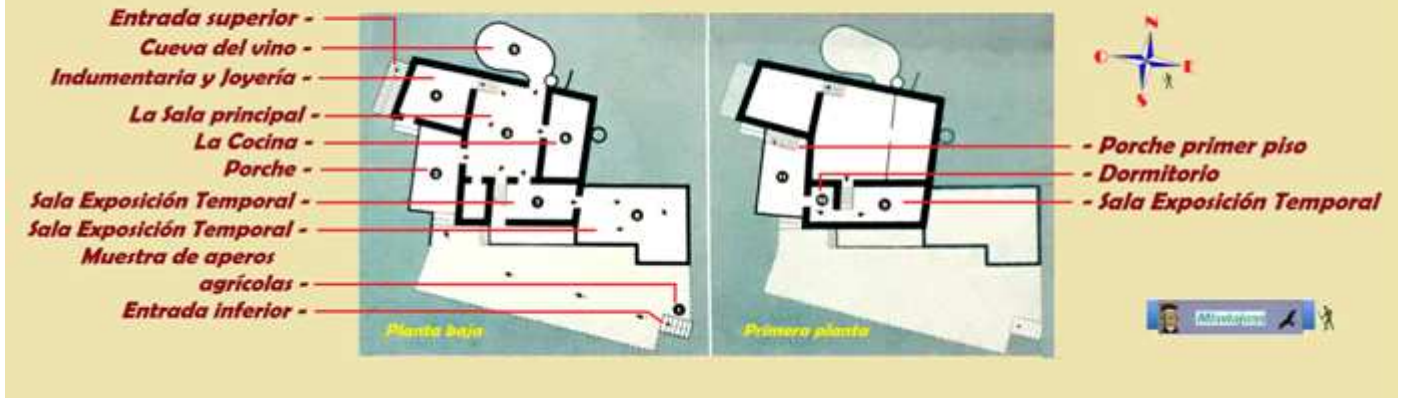 Entrada superior -
Cueva del vino -
Indumentaria y Joyería -
La Sala principal -
La Cocina -
Porche -
Sala Exposición Temporal -
Sala Exposición Temporal -
Muestra de aperos
agrícolas -
Entrada inferior -
Planta baja
Primera planta
N
O
E
S
- Porche primer piso
- Dormitorio
- Sala Exposición Temporal